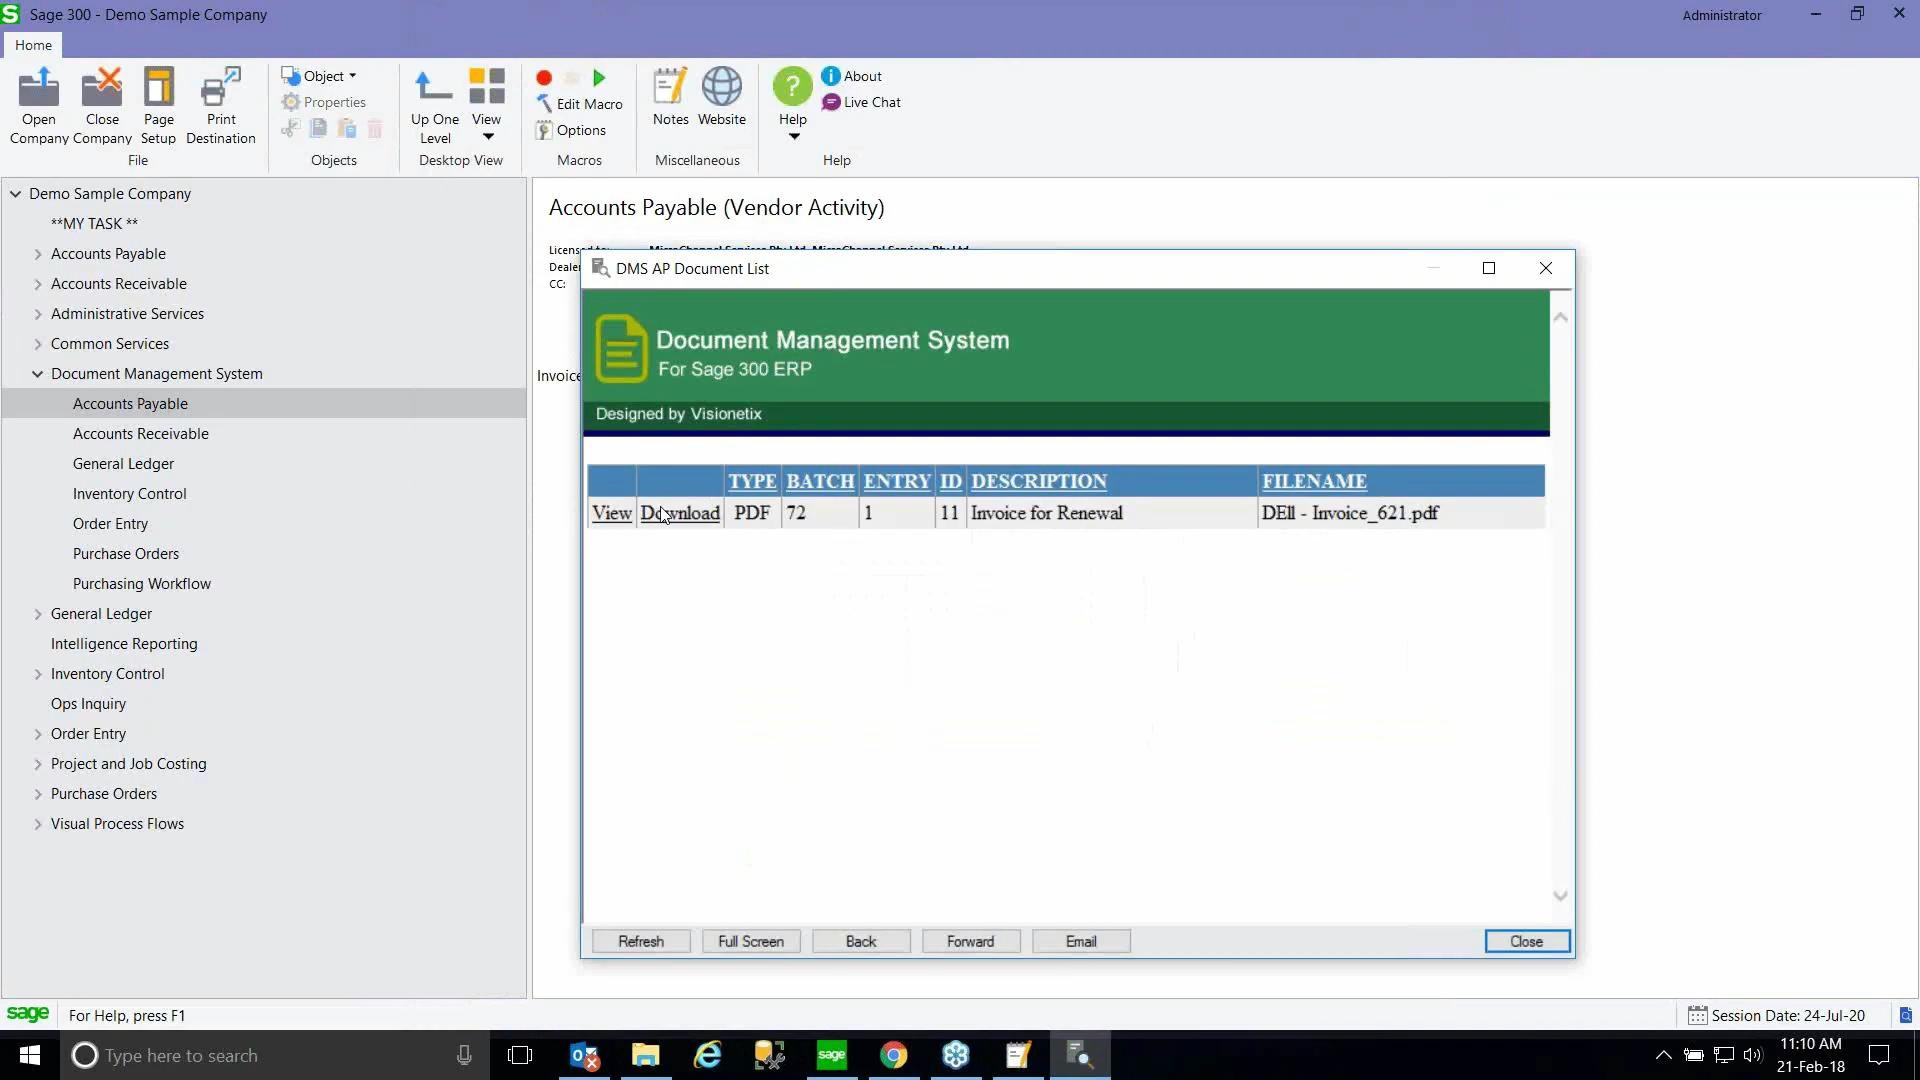 S Sage 300 - Demo Sample Company
Administrator
Home
Open Company
Close Company
Page Setup
Print Destination
File
Object
Properties
Objects
Up One Level
View
Desktop View
Edit Macro
Options
Macros
Notes
Website
Miscellaneous
? Help
i About
Live Chat
Help
Demo Sample Company
**MY TASK **
Accounts Payable
Accounts Receivable
Administrative Services
Common Services
Document Management System
Accounts Payable
Accounts Receivable
General Ledger
Inventory Control
Order Entry
Purchase Orders
Purchasing Workflow
General Ledger
Intelligence Reporting
Inventory Control
Ops Inquiry
Order Entry
Project and Job Costing
Purchase Orders
Visual Process Flows
Accounts Payable (Vendor Activity)
CC:
Invoice
DMS AP Document List
Document Management System
For Sage 300 ERP
Designed by Visionetix
TYPE BATCH ENTRY ID DESCRIPTION FILENAME
View Download PDF 72 1 11 Invoice for Renewal DEll - Invoice_621.pdf
Refresh Full Screen Back Forward Email Close
sage For Help, press F1
Session Date: 24-Jul-20
Type here to search
sage
11:10 AM
21-Feb-18